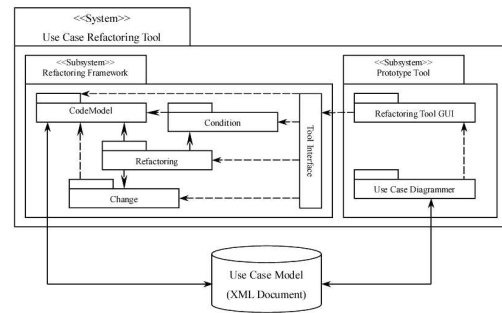 <<System>>
Use Case Refactoring Tool
<<Subsystem>>
Refactoring Framework
<<Subsystem>>
Prototype Tool
CodeModel
Condition
Refactoring
Change
Tool Interface
Refactoring Tool GUI
Use Case Diagrammer
Use Case Model
(XML Document)